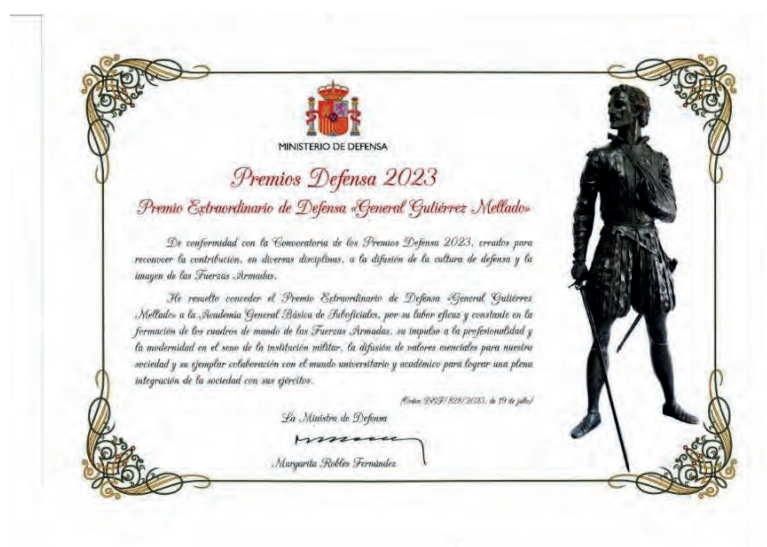 MINISTERIO DE DEFENSA
Premios Defensa 2023
Premio Extraordinario de Defensa «General Gutiérrez Mellado»
De conformidad con la Convocatoria de los Premios Defensa 2023, creados para
reconocer la contribución, en diversas disciplinas, a la difusión de la cultura de defensa y la
imagen de las Fuerzas Armadas,
He resuelto conceder el Premio Extraordinario de Defensa «General Gutiérrez
Mellado» a la Academia General Básica de Suboficiales, por su labor eficaz y constante en la
formación de los cuadros de mando de las Fuerzas Armadas, su impulso a la profesionalidad y
la modernidad en el seno de la institución militar, la difusión de valores esenciales para nuestra
sociedad y su ejemplar colaboración con el mundo universitario y académico para lograr una plena
integración de la sociedad con sus ejércitos.
(Orden DEF/828/2023, de 19 de julio)
La Ministra de Defensa
Margarita Robles Fernández